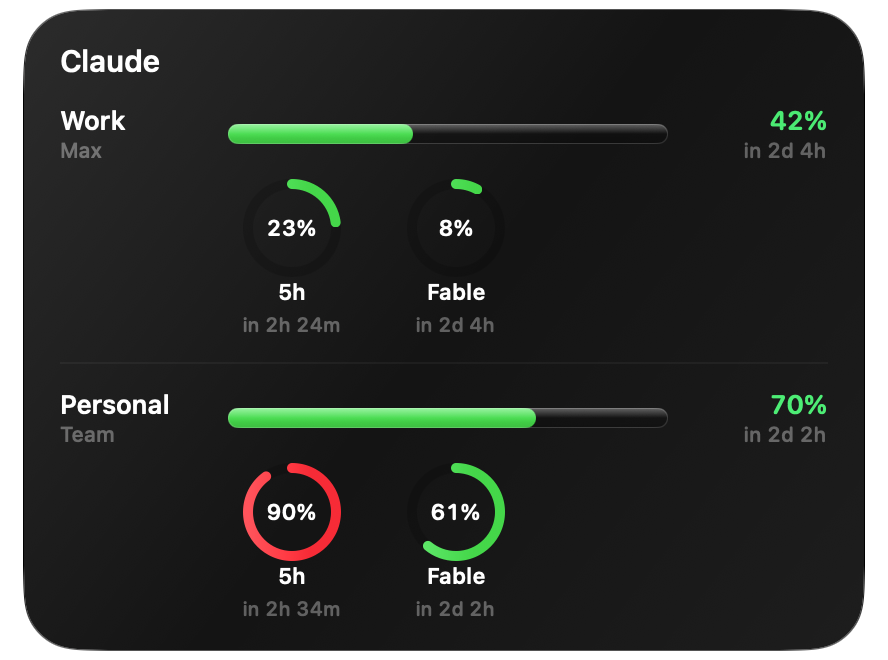 Claude
Work
42%
Max
in 2d 4h
23%
8%
5h
Fable
in 2h 24m
in 2d 4h
Personal
70%
Team
in 2d 2h
90%
61%
5h
Fable
in 2h 34m
in 2d 2h